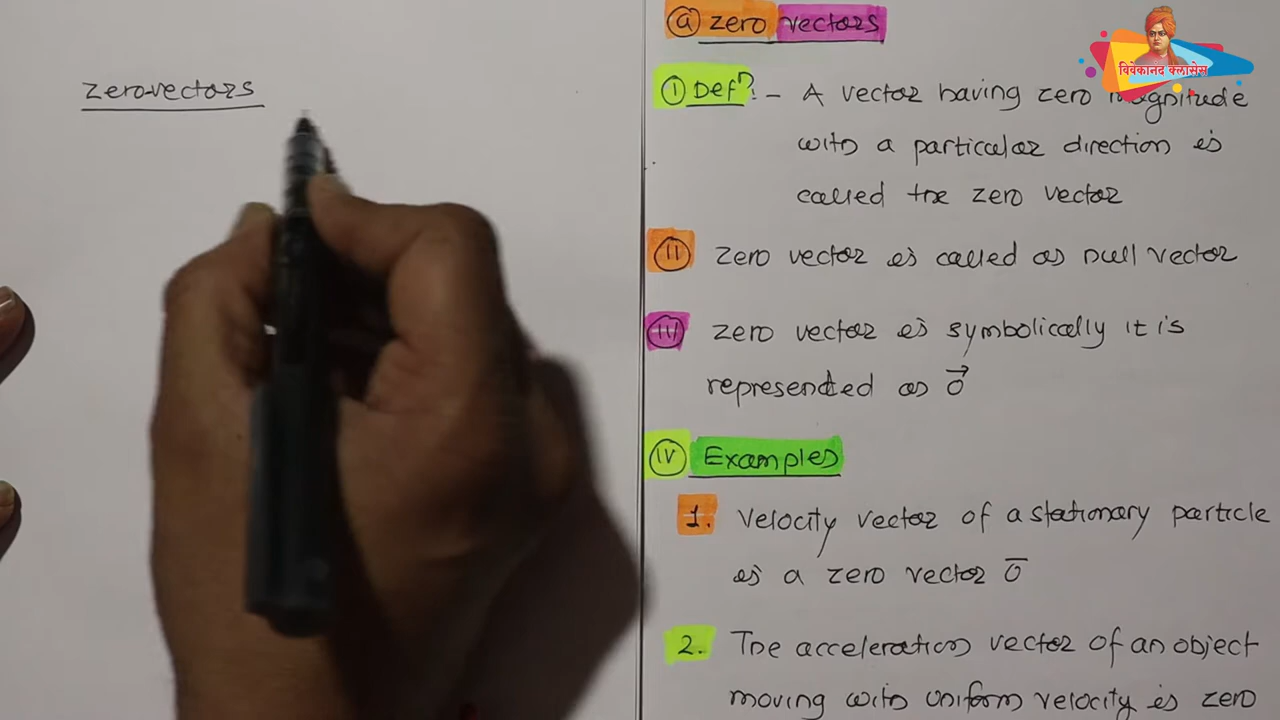 zero vectors
a zero vectors
विवेकानंद क्लासेस
I Defn: - A vector having zero magnitude
with a particular direction is
called the zero vector
II zero vector is called as null vector
III zero vector is symbolically it is
represented as →0
IV Examples
1. Velocity vector of a stationary particle
is a zero vector 0̅
2. The acceleration vector of an object
moving with uniform velocity is zero